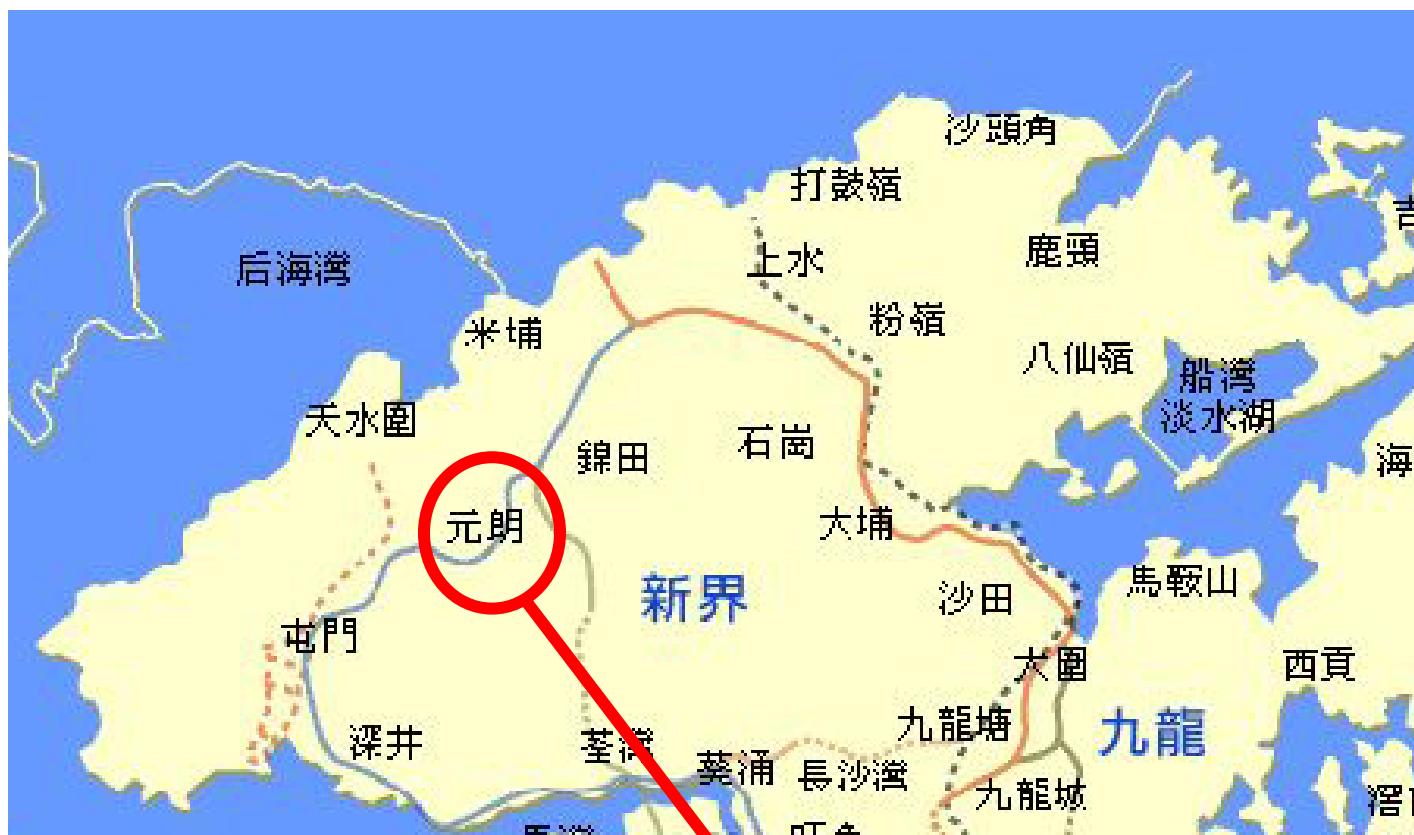 沙頭角
打鼓嶺
上水
鹿頸
后海灣
粉嶺
米埔
八仙嶺
船灣
淡水湖
天水圍
石崗
錦田
元朗
大埔
馬鞍山
新界
沙田
屯門
大圍
西貢
九龍塘
九龍
深井
荃灣
葵涌
長沙灣
九龍城